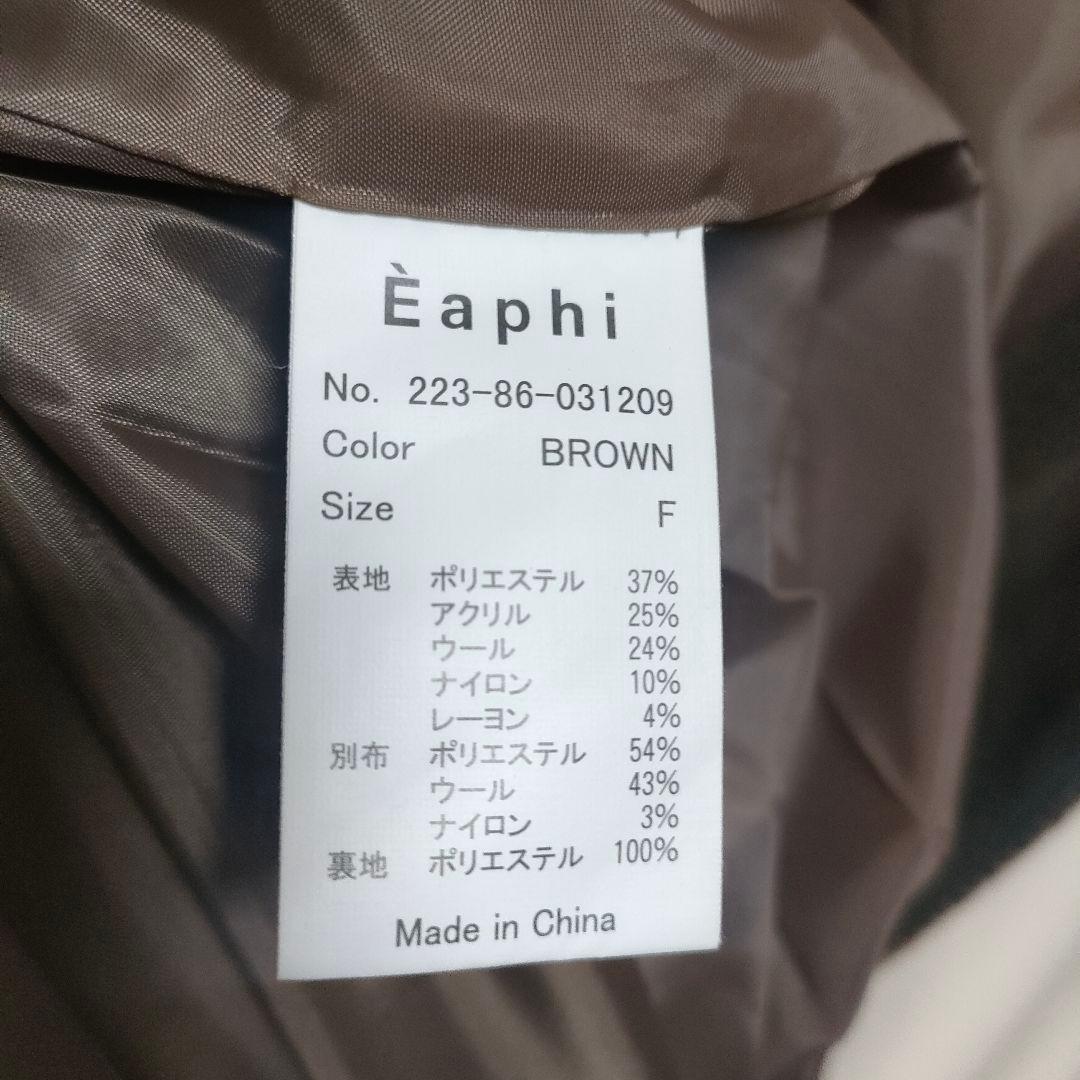 Èaphi
No. 223-86-031209
Color BROWN
Size F
表地 ポリエステル 37%
アクリル 25%
ウール 24%
ナイロン 10%
レーヨン 4%
別布 ポリエステル 54%
ウール 43%
ナイロン 3%
裏地 ポリエステル 100%
Made in China